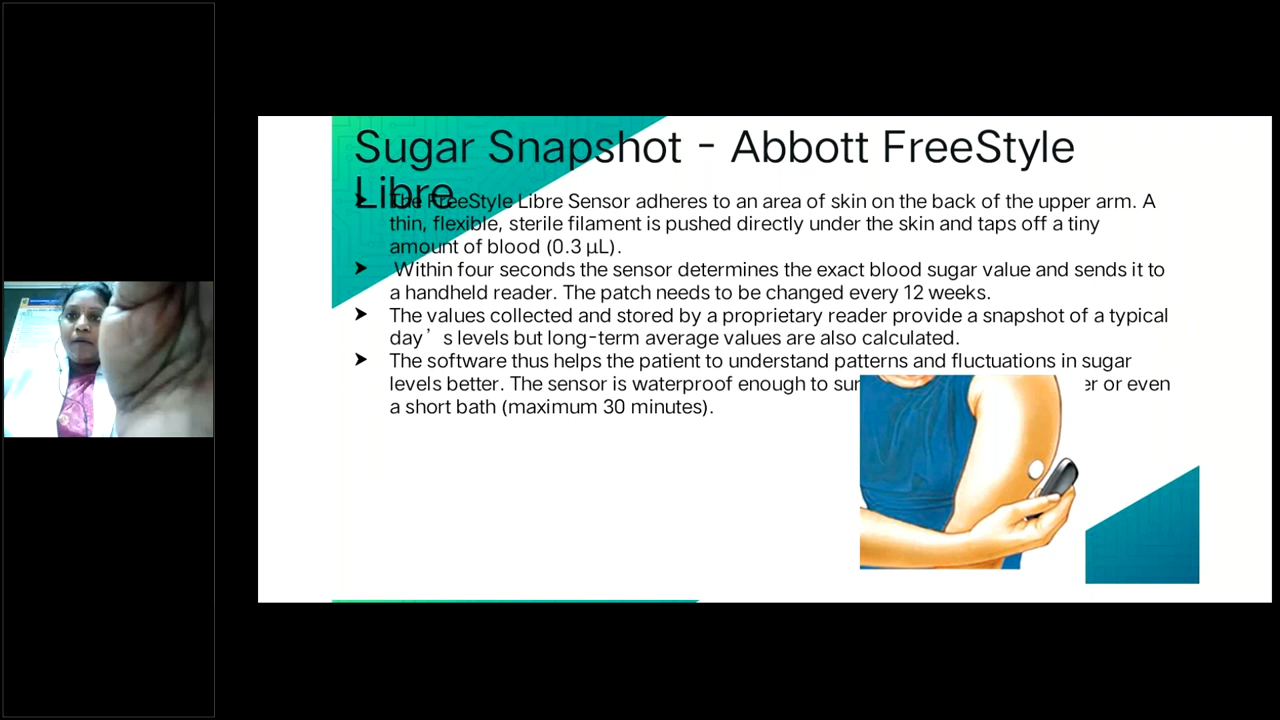 Sugar Snapshot - Abbott FreeStyle
Libre
➤ The FreeStyle Libre Sensor adheres to an area of skin on the back of the upper arm. A
thin, flexible, sterile filament is pushed directly under the skin and taps off a tiny
amount of blood (0.3 µL).
➤ Within four seconds the sensor determines the exact blood sugar value and sends it to
a handheld reader. The patch needs to be changed every 12 weeks.
➤ The values collected and stored by a proprietary reader provide a snapshot of a typical
day’s levels but long-term average values are also calculated.
➤ The software thus helps the patient to understand patterns and fluctuations in sugar
levels better. The sensor is waterproof enough to or even
a short bath (maximum 30 minutes).